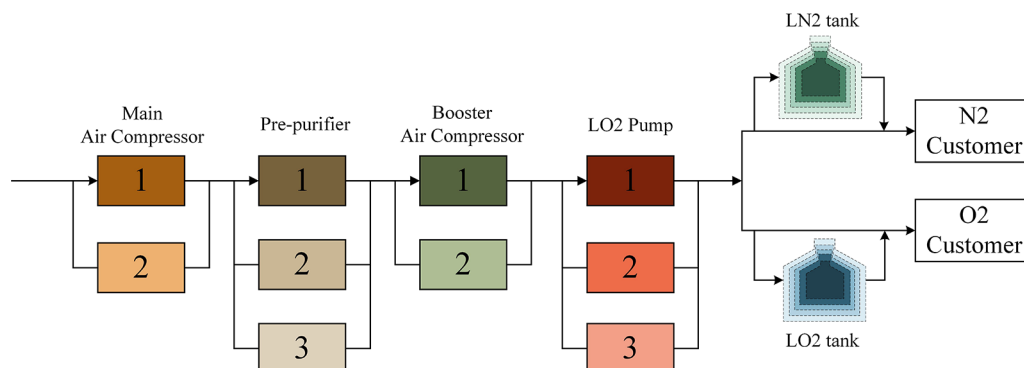 LN2 tank
Main
Air Compressor
Pre-purifier
Booster
Air Compressor
LO2 Pump
N2
Customer
1
1
1
1
O2
Customer
2
2
2
2
3
3
LO2 tank